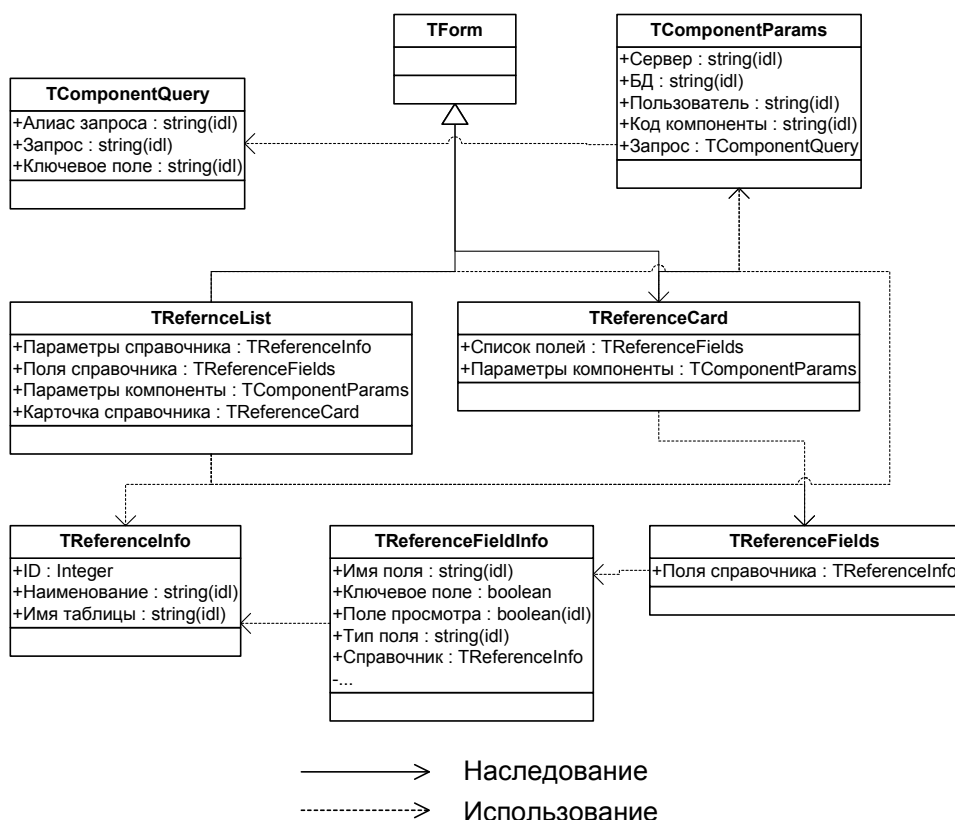 TForm
TComponentParams
+Сервер : string(idl)
+БД : string(idl)
+Пользователь : string(idl)
+Код компоненты : string(idl)
+Запрос : TComponentQuery
TComponentQuery
+Алиас запроса : string(idl)
+Запрос : string(idl)
+Ключевое поле : string(idl)
TRefernceList
+Параметры справочника : TReferenceInfo
+Поля справочника : TReferenceFields
+Параметры компоненты : TComponentParams
+Карточка справочника : TReferenceCard
TReferenceCard
+Список полей : TReferenceFields
+Параметры компоненты : TComponentParams
TReferenceInfo
+ID : Integer
+Наименование : string(idl)
+Имя таблицы : string(idl)
TReferenceFieldInfo
+Имя поля : string(idl)
+Ключевое поле : boolean
+Поле просмотра : boolean(idl)
+Тип поля : string(idl)
+Справочник : TReferenceInfo
-...
TReferenceFields
+Поля справочника : TReferenceInfo
Наследование
Использование